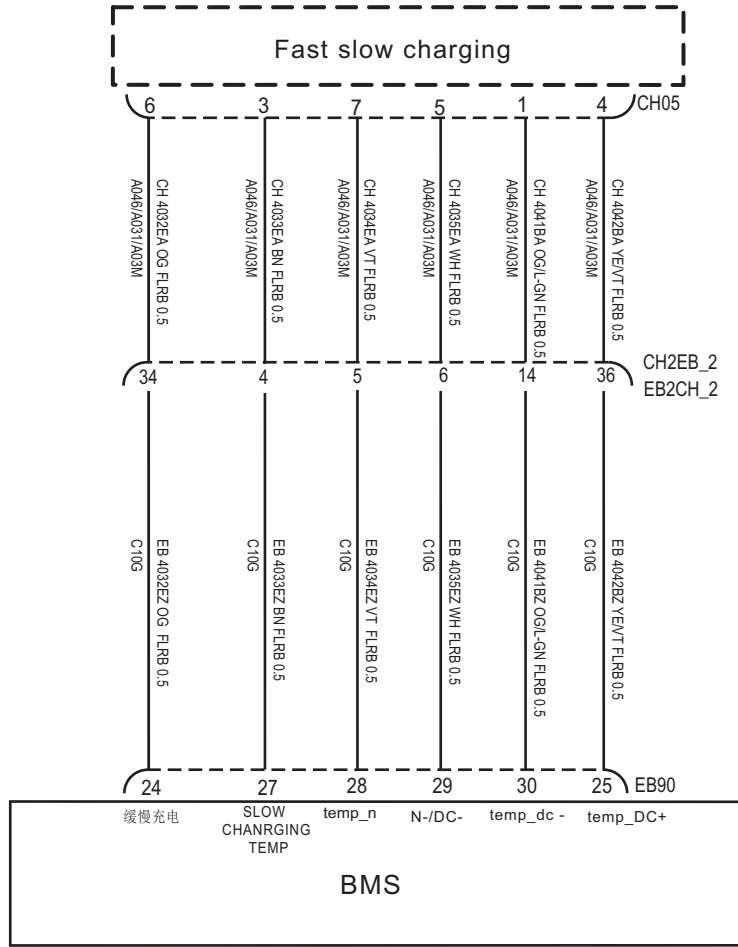 Fast slow charging
6 3 7 5 1 4 CH05
CH 4032EA OG FLRB 0.5
A046/A031/A03M
CH 4033EA BN FLRB 0.5
A046/A031/A03M
CH 4034EA VT FLRB 0.5
A046/A031/A03M
CH 4035EA WH FLRB 0.5
A046/A031/A03M
CH 4041BA OG/L-GN FLRB 0.5
A046/A031/A03M
CH 4042BA YE/VT FLRB 0.5
A046/A031/A03M
CH2EB_2
34 4 5 6 14 36
EB2CH_2
EB 4032EZ OG FLRB 0.5
C10G
EB 4033EZ BN FLRB 0.5
C10G
EB 4034EZ VT FLRB 0.5
C10G
EB 4035EZ WH FLRB 0.5
C10G
EB 4041BZ OG/L-GN FLRB 0.5
C10G
EB 4042BZ YE/VT FLRB 0.5
C10G
24 27 28 29 30 25 EB90
缓慢充电
SLOW
CHANRGING
TEMP
temp_n
N-/DC-
temp_dc -
temp_DC+
BMS